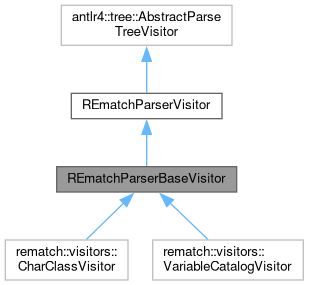 antlr4::tree::AbstractParse
TreeVisitor
REmatchParserVisitor
REmatchParserBaseVisitor
rematch::visitors::
CharClassVisitor
rematch::visitors::
VariableCatalogVisitor